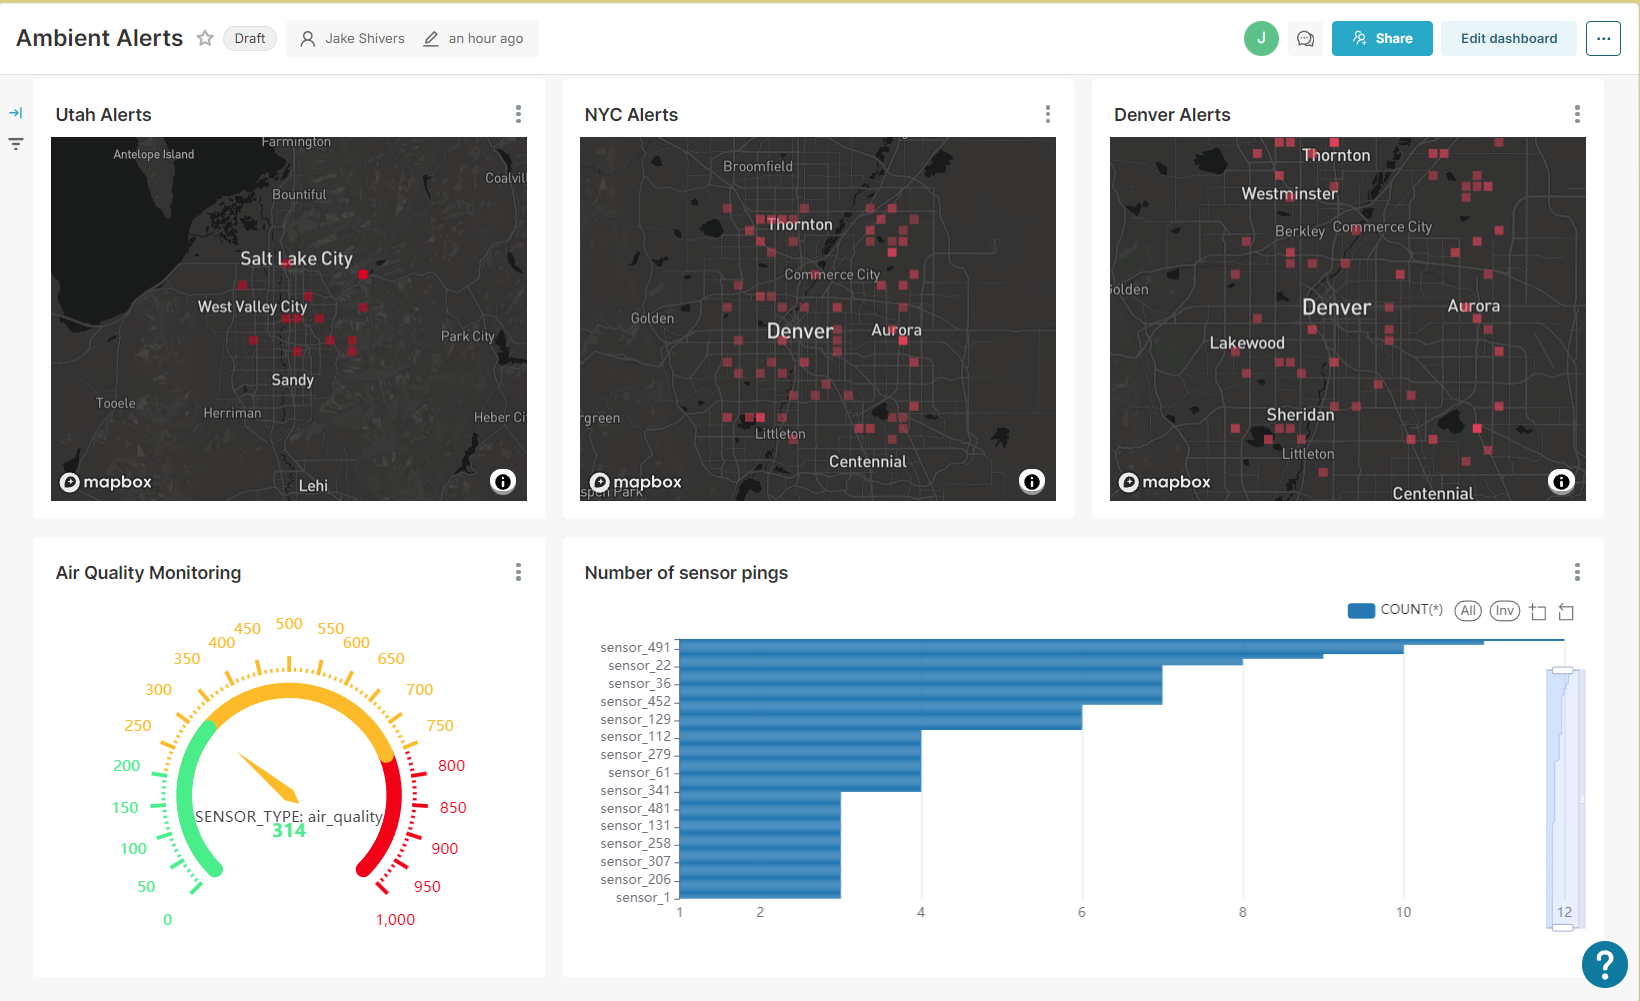 Ambient Alerts
Draft
Jake Shivers
an hour ago
J
Share
Edit dashboard
Utah Alerts
Antelope Island
Farmington
Coalvil
Bountiful
Salt Lake City
West Valley City
Park City
Sandy
Tooele
Herriman
Heber Ci
mapbox
Lehi
NYC Alerts
Broomfield
Thornton
Commerce City
Golden
Denver
Aurora
rgreen
Littleton
Centennial
mapbox
spen Park
Denver Alerts
Thornton
Westminster
Berkley
Commerce City
Golden
Denver
Aurora
Lakewood
Sheridan
Littleton
mapbox
Centennial
Air Quality Monitoring
0
50
100
150
200
250
300
350
400
450
500
550
600
650
700
750
800
850
900
950
1,000
SENSOR_TYPE: air_quality
314
Number of sensor pings
COUNT(*)
All
Inv
sensor_491
sensor_22
sensor_36
sensor_452
sensor_129
sensor_112
sensor_279
sensor_61
sensor_341
sensor_481
sensor_131
sensor_258
sensor_307
sensor_206
sensor_1
1 2 4 6 8 10 12
?